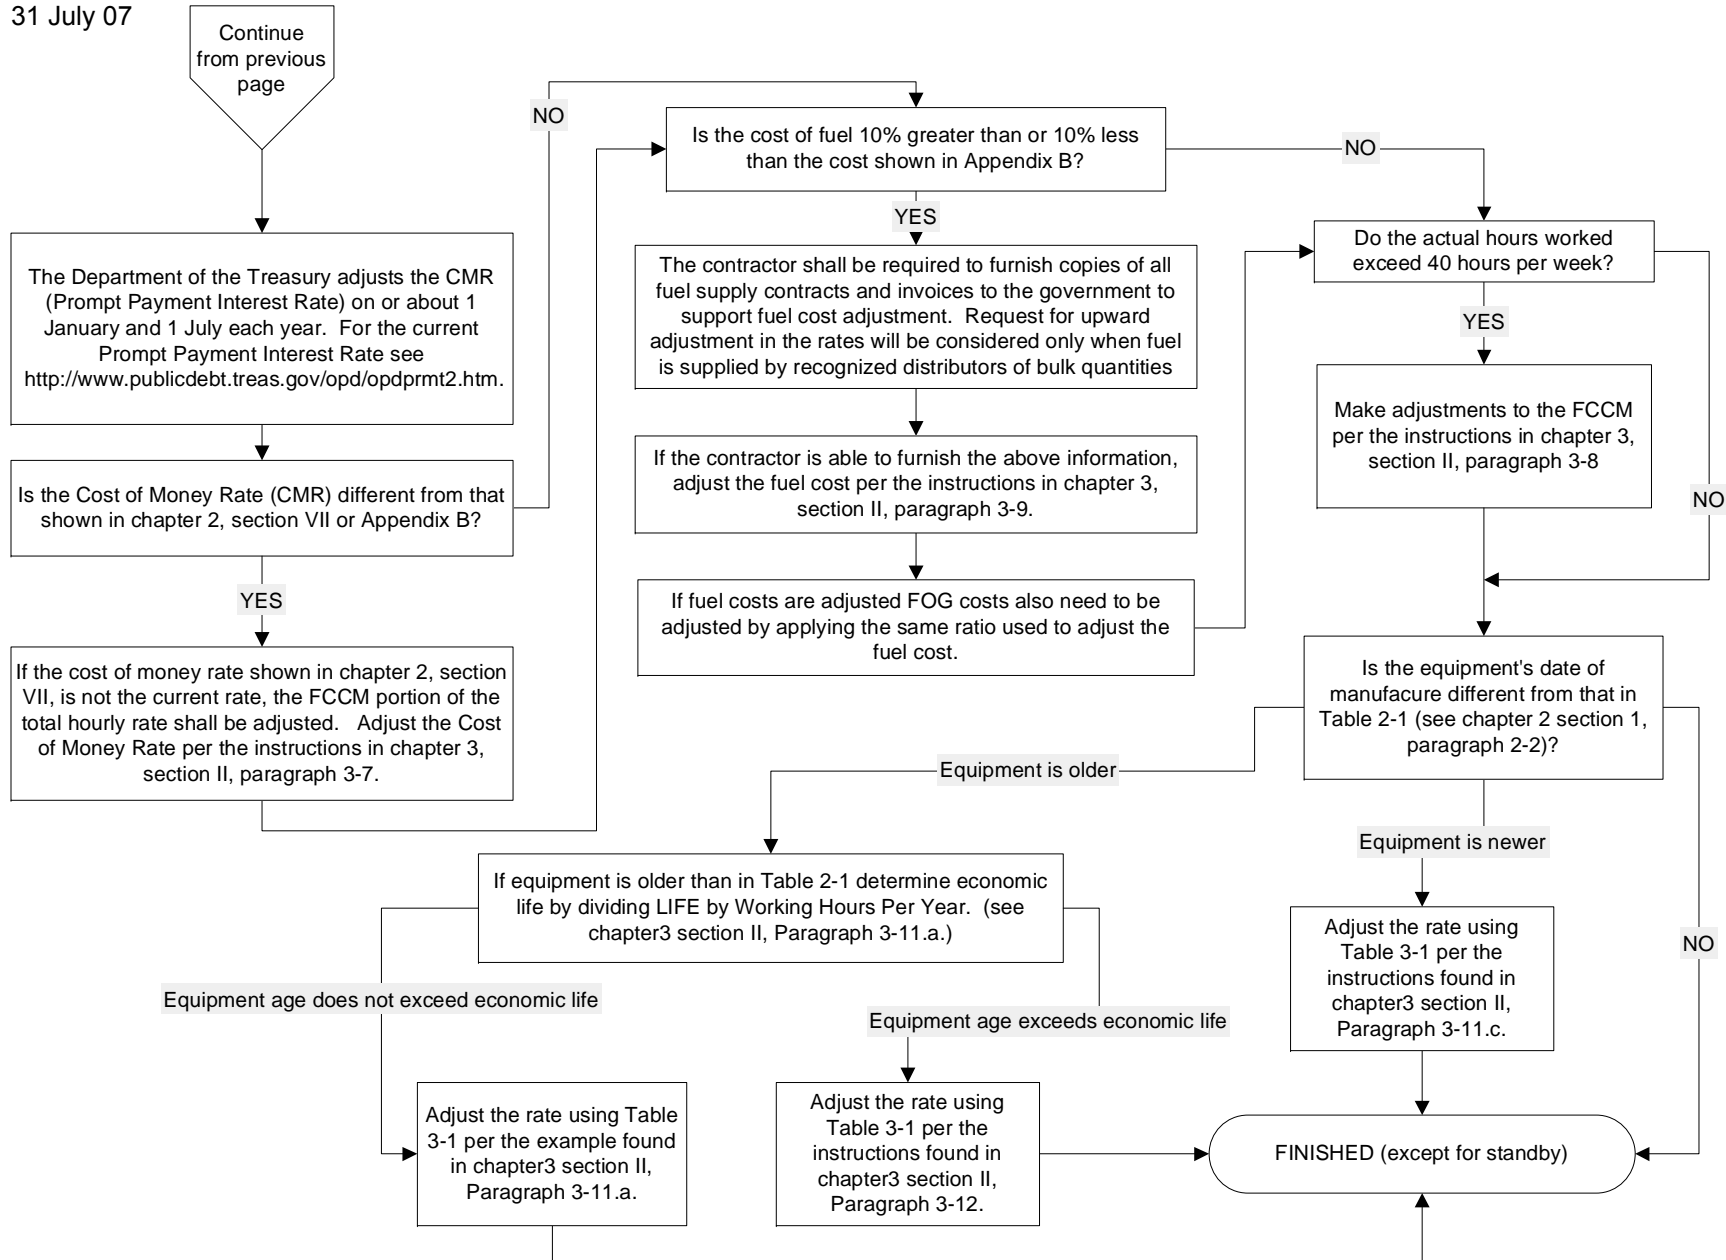 31 July 07
Continue
from previous
page
The Department of the Treasury adjusts the CMR
(Prompt Payment Interest Rate) on or about 1
January and 1 July each year.  For the current
Prompt Payment Interest Rate see
http://www.publicdebt.treas.gov/opd/opdprmt2.htm.
Is the Cost of Money Rate (CMR) different from that
shown in chapter 2, section VII or Appendix B?
NO
YES
If the cost of money rate shown in chapter 2, section
VII, is not the current rate, the FCCM portion of the
total hourly rate shall be adjusted.   Adjust the Cost
of Money Rate per the instructions in chapter 3,
section II, paragraph 3-7.
Is the cost of fuel 10% greater than or 10% less
than the cost shown in Appendix B?
NO
YES
The contractor shall be required to furnish copies of all
fuel supply contracts and invoices to the government to
support fuel cost adjustment.  Request for upward
adjustment in the rates will be considered only when fuel
is supplied by recognized distributors of bulk quantities
If the contractor is able to furnish the above information,
adjust the fuel cost per the instructions in chapter 3,
section II, paragraph 3-9.
If fuel costs are adjusted FOG costs also need to be
adjusted by applying the same ratio used to adjust the
fuel cost.
Do the actual hours worked
exceed 40 hours per week?
YES
NO
Make adjustments to the FCCM
per the instructions in chapter 3,
section II, paragraph 3-8
Is the equipment's date of
manufacure different from that in
Table 2-1 (see chapter 2 section 1,
paragraph 2-2)?
Equipment is older
Equipment is newer
NO
If equipment is older than in Table 2-1 determine economic
life by dividing LIFE by Working Hours Per Year.  (see
chapter3 section II, Paragraph 3-11.a.)
Equipment age does not exceed economic life
Equipment age exceeds economic life
Adjust the rate using
Table 3-1 per the
instructions found in
chapter3 section II,
Paragraph 3-11.c.
Adjust the rate using Table
3-1 per the example found
in chapter3 section II,
Paragraph 3-11.a.
Adjust the rate using
Table 3-1 per the
instructions found in
chapter3 section II,
Paragraph 3-12.
FINISHED (except for standby)